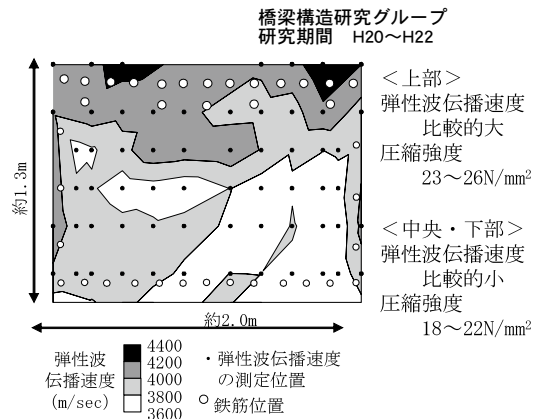 橋梁構造研究グループ
研究期間 H20～H22
＜上部＞
弾性波伝播速度
比較的大
圧縮強度
23～26N/mm²
＜中央・下部＞
弾性波伝播速度
比較的小
圧縮強度
18～22N/mm²
約1.3m
約2.0m
弾性波
伝播速度
(m/sec)
4400
4200
4000
3800
3600
・弾性波伝播速度
の測定位置
○鉄筋位置